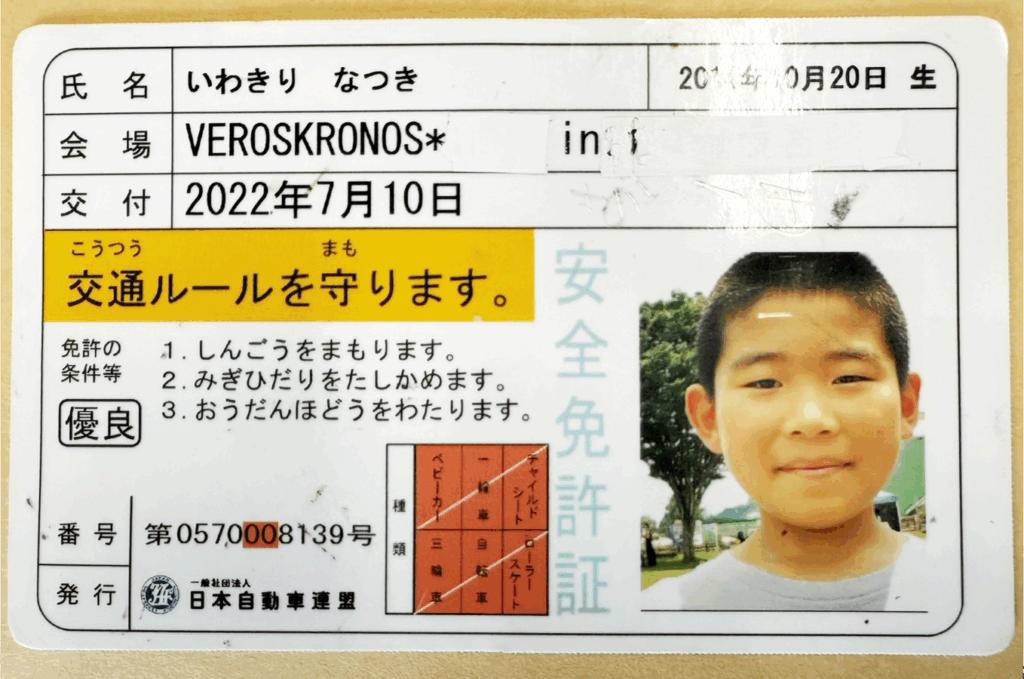 氏名 いわきり なつき 月20日 生
会場 VEROSKRONOS* in
交付 2022年7月10日
こうつう まも
交通ルールを守ります。
免許の
条件等
優良
1.しんごうをまもります。
2.みぎひだりをたしかめます。
3.おうだんほどうをわたります。
安全免許証
種類
ベビーカー
一輪車
チャイルドシート
三輪車
自転車
ローラースケート
番号 第0570008139号
発行 一般社団法人
日本自動車連盟